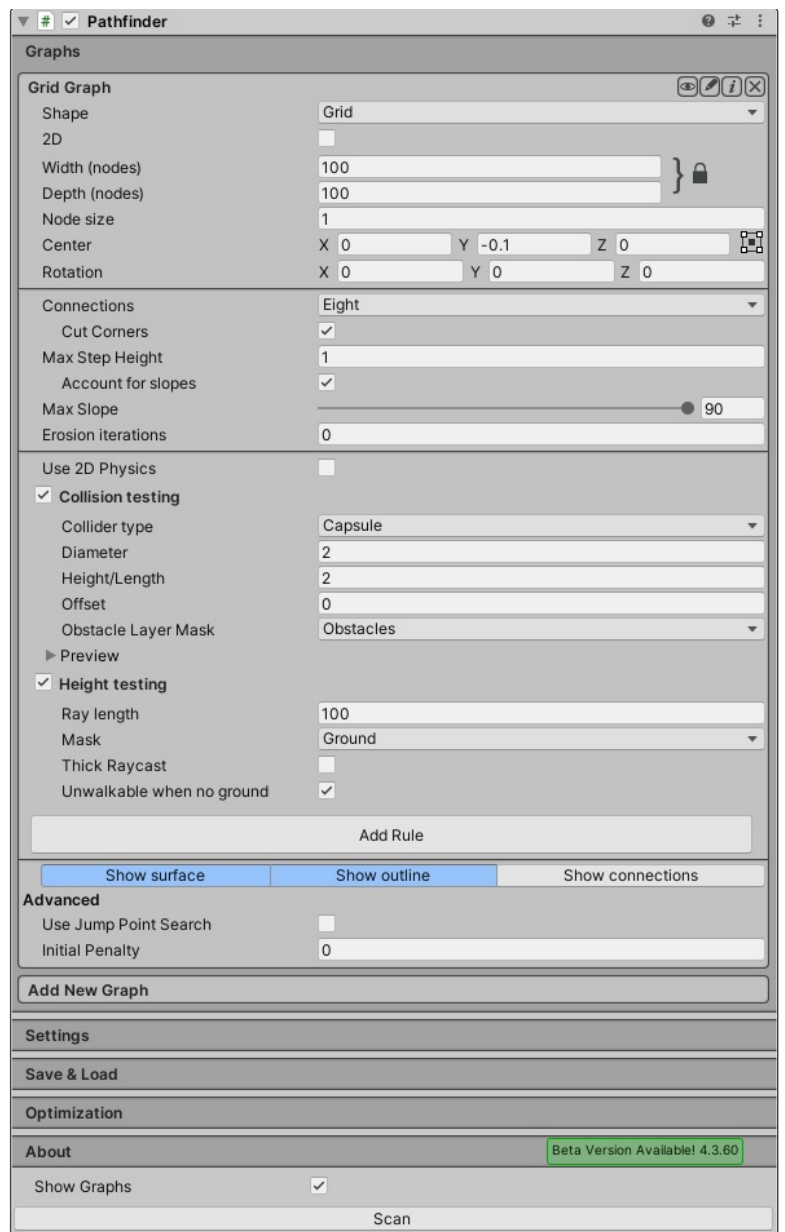 # Pathfinder
Graphs
Grid Graph
Shape Grid
2D
Width (nodes) 100
Depth (nodes) 100
Node size 1
Center X 0 Y -0.1 Z 0
Rotation X 0 Y 0 Z 0
Connections Eight
Cut Corners
Max Step Height 1
Account for slopes
Max Slope 90
Erosion iterations 0
Use 2D Physics
Collision testing
Collider type Capsule
Diameter 2
Height/Length 2
Offset 0
Obstacle Layer Mask Obstacles
Preview
Height testing
Ray length 100
Mask Ground
Thick Raycast
Unwalkable when no ground
Add Rule
Show surface Show outline Show connections
Advanced
Use Jump Point Search
Initial Penalty 0
Add New Graph
Settings
Save & Load
Optimization
About Beta Version Available! 4.3.60
Show Graphs
Scan